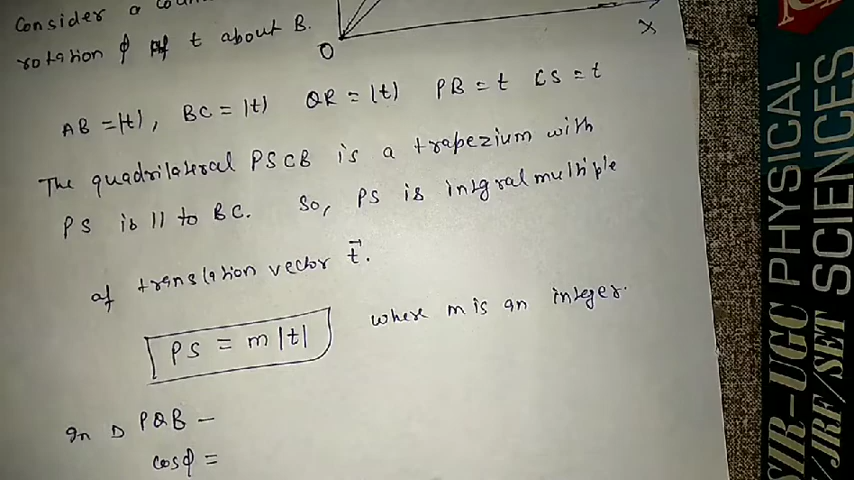 Consider a
rotation φ of t about B.
O
X
AB = |t|, BC = |t| QR = |t| PB = t CS = t
The quadrilateral PSCB is a trapezium with
PS is || to BC. So, PS is integral multiple
of translation vector t⃗.
PS = m|t| where m is an integer.
In Δ PQB –
cosφ =
SIR-UGC
/JRF/SET
PHYSICAL
SCIENCES